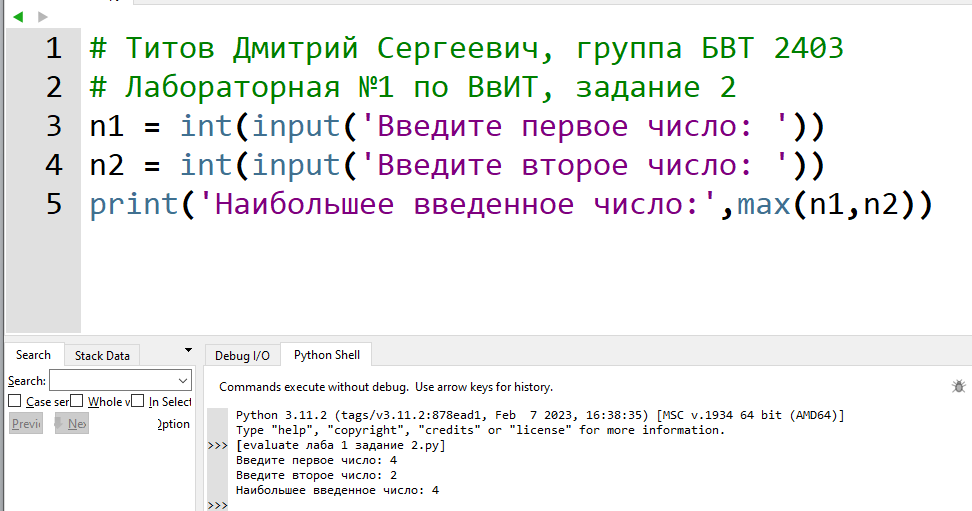 1 # Титов Дмитрий Сергеевич, группа БВТ 2403
2 # Лабораторная №1 по ВвИТ, задание 2
3 n1 = int(input('Введите первое число: '))
4 n2 = int(input('Введите второе число: '))
5 print('Наибольшее введенное число:',max(n1,n2))
Search Stack Data
Search:
Case ser Whole v In Select
Previ Nex Option
Debug I/O Python Shell
Commands execute without debug. Use arrow keys for history.
Python 3.11.2 (tags/v3.11.2:878ead1, Feb  7 2023, 16:38:35) [MSC v.1934 64 bit (AMD64)]
Type "help", "copyright", "credits" or "license" for more information.
>>> [evaluate лаба 1 задание 2.py]
Введите первое число: 4
Введите второе число: 2
Наибольшее введенное число: 4
>>>